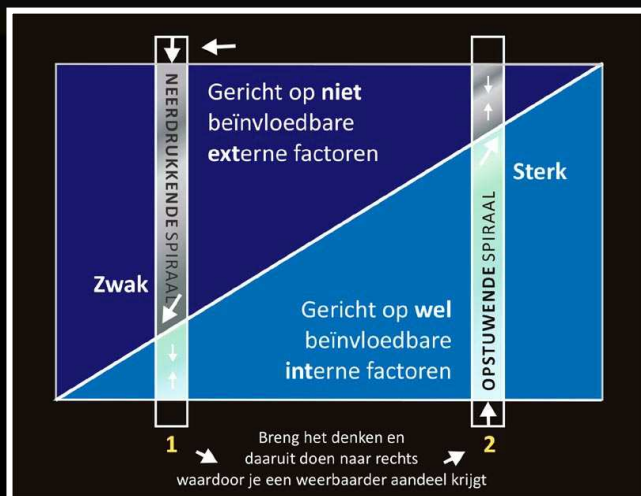 NEERDRUKKENDE SPIRAAL
Gericht op niet
beïnvloedbare
externe factoren
Zwak
Sterk
Gericht op wel
beïnvloedbare
interne factoren
OPSTUWENDE SPIRAAL
1
2
Breng het denken en
daaruit doen naar rechts
waardoor je een weerbaarder aandeel krijgt